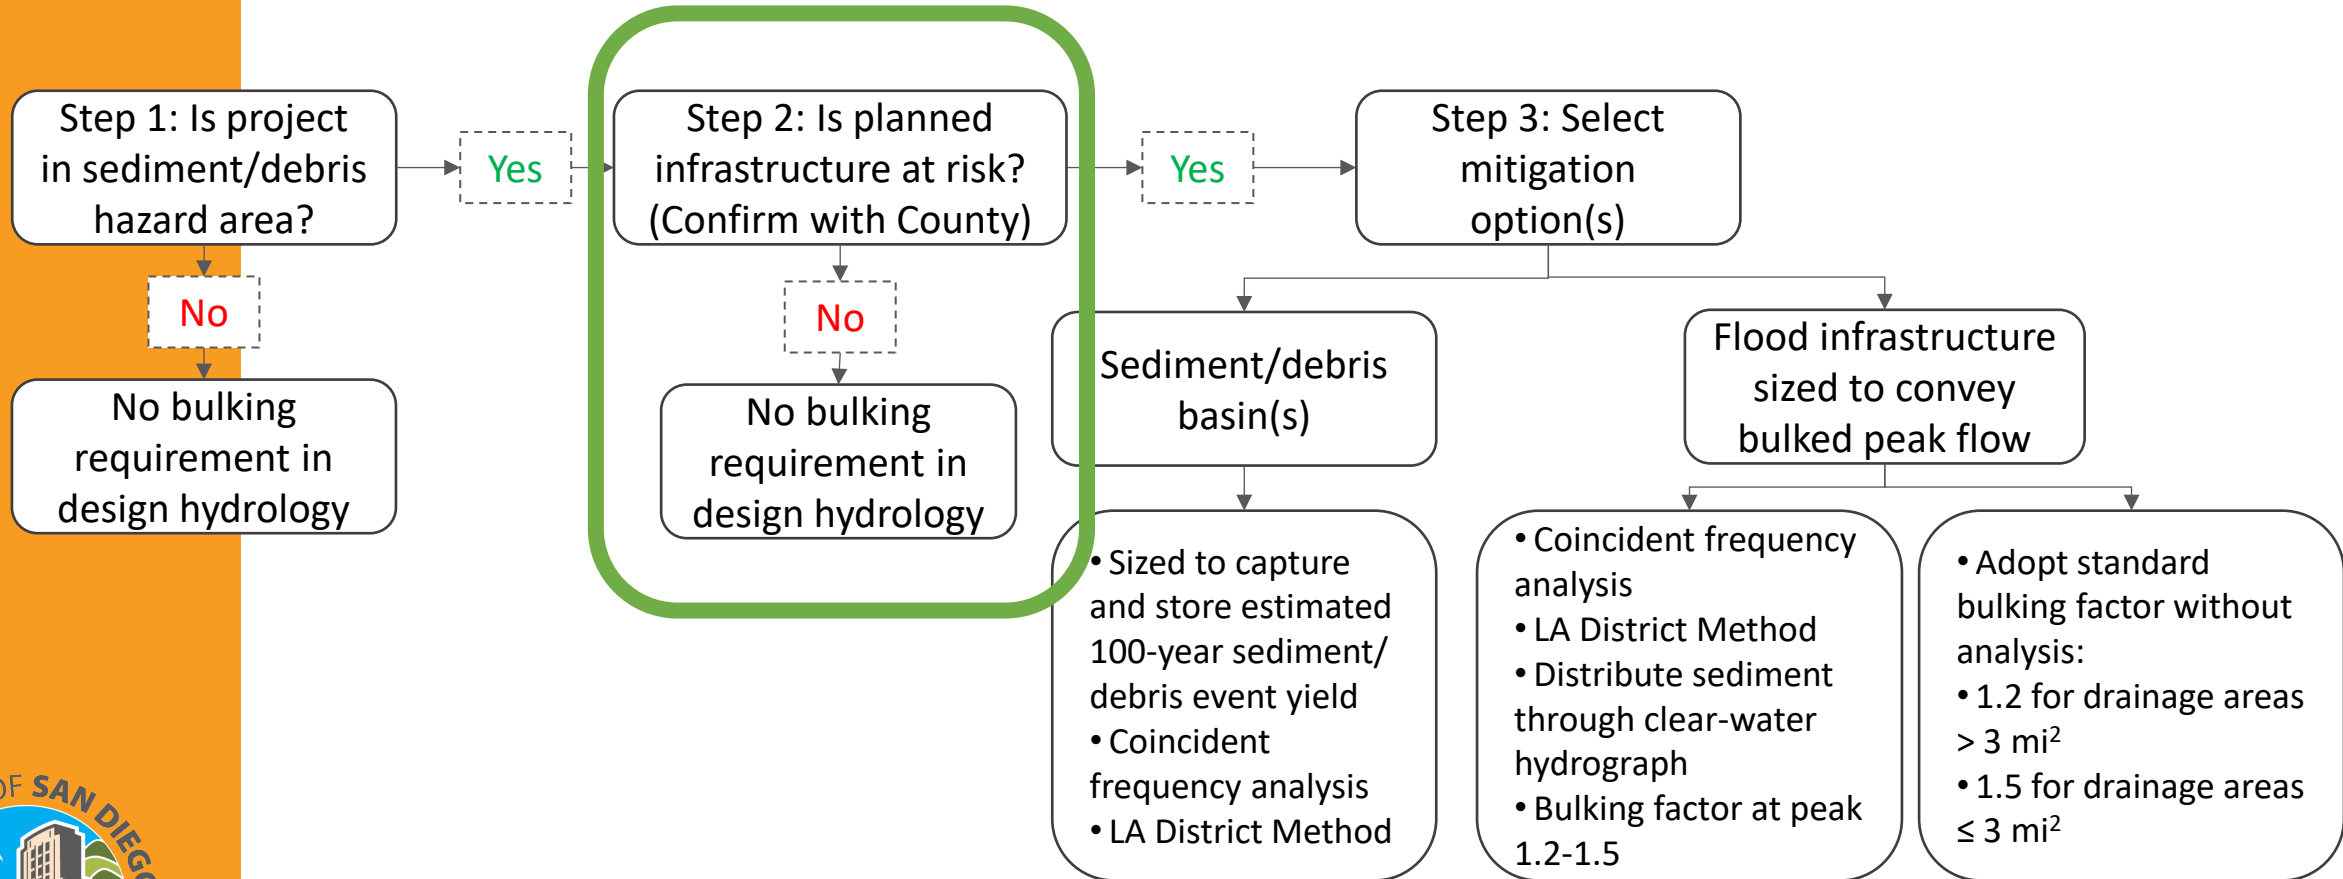 Step 1: Is project
in sediment/debris
hazard area?
Yes
Step 2: Is planned
infrastructure at risk?
(Confirm with County)
Yes
Step 3: Select
mitigation
option(s)
No
No bulking
requirement in
design hydrology
No
No bulking
requirement in
design hydrology
Sediment/debris
basin(s)
Flood infrastructure
sized to convey
bulked peak flow
• Sized to capture
and store estimated
100-year sediment/
debris event yield
• Coincident
frequency analysis
• LA District Method
• Coincident frequency
analysis
• LA District Method
• Distribute sediment
through clear-water
hydrograph
• Bulking factor at peak
1.2-1.5
• Adopt standard
bulking factor without
analysis:
• 1.2 for drainage areas
> 3 mi²
• 1.5 for drainage areas
≤ 3 mi²
OF SAN DIEGO